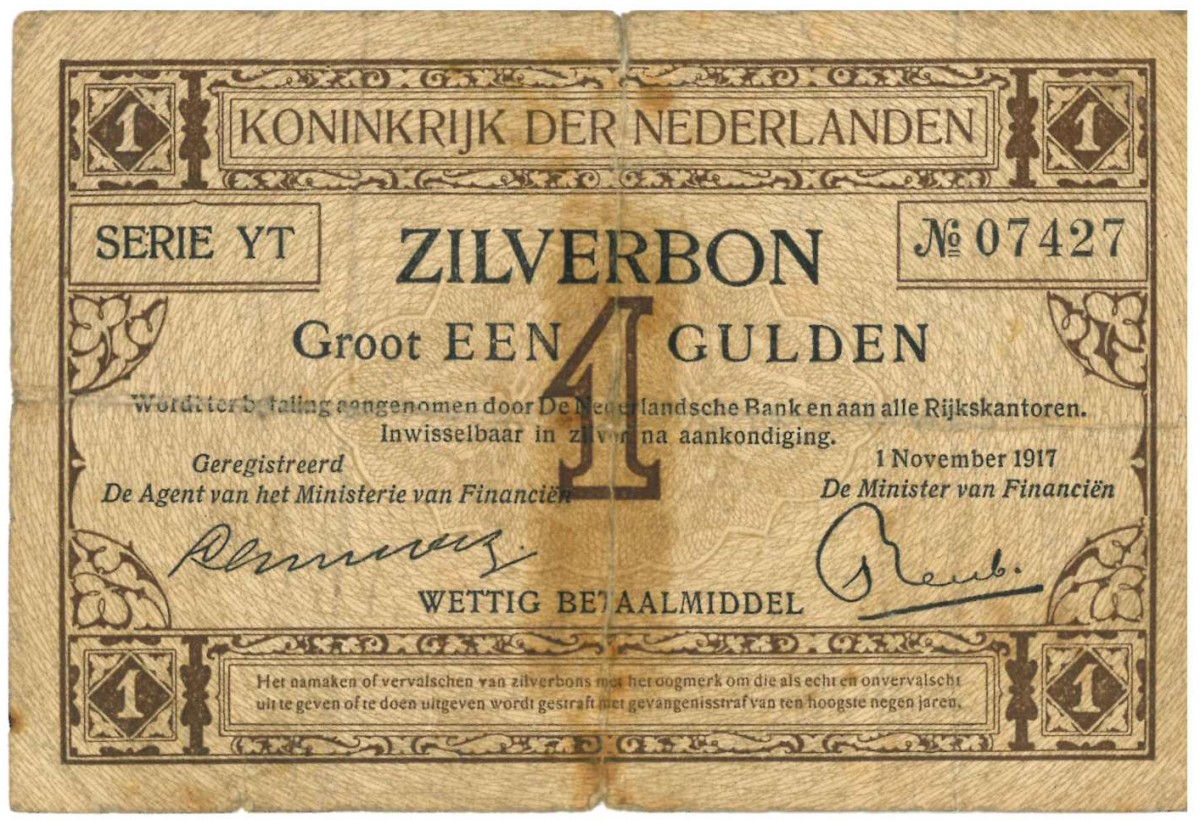 1 KONINKRIJK DER NEDERLANDEN 1
SERIE YT ZILVERBON № 07427
Groot EEN 1 GULDEN
Wordt ter betaling aangenomen door De Nederlandsche Bank en aan alle Rijkskantoren.
Inwisselbaar in zilver na aankondiging.
Geregistreerd 1 November 1917
De Agent van het Ministerie van Financiën De Minister van Financiën
WETTIG BETAALMIDDEL
1 Het namaken of vervalschen van zilverbons met het oogmerk om die als echt en onvervalscht 1
uit te geven of te doen uitgeven wordt gestraft met gevangenisstraf van ten hoogste negen jaren.